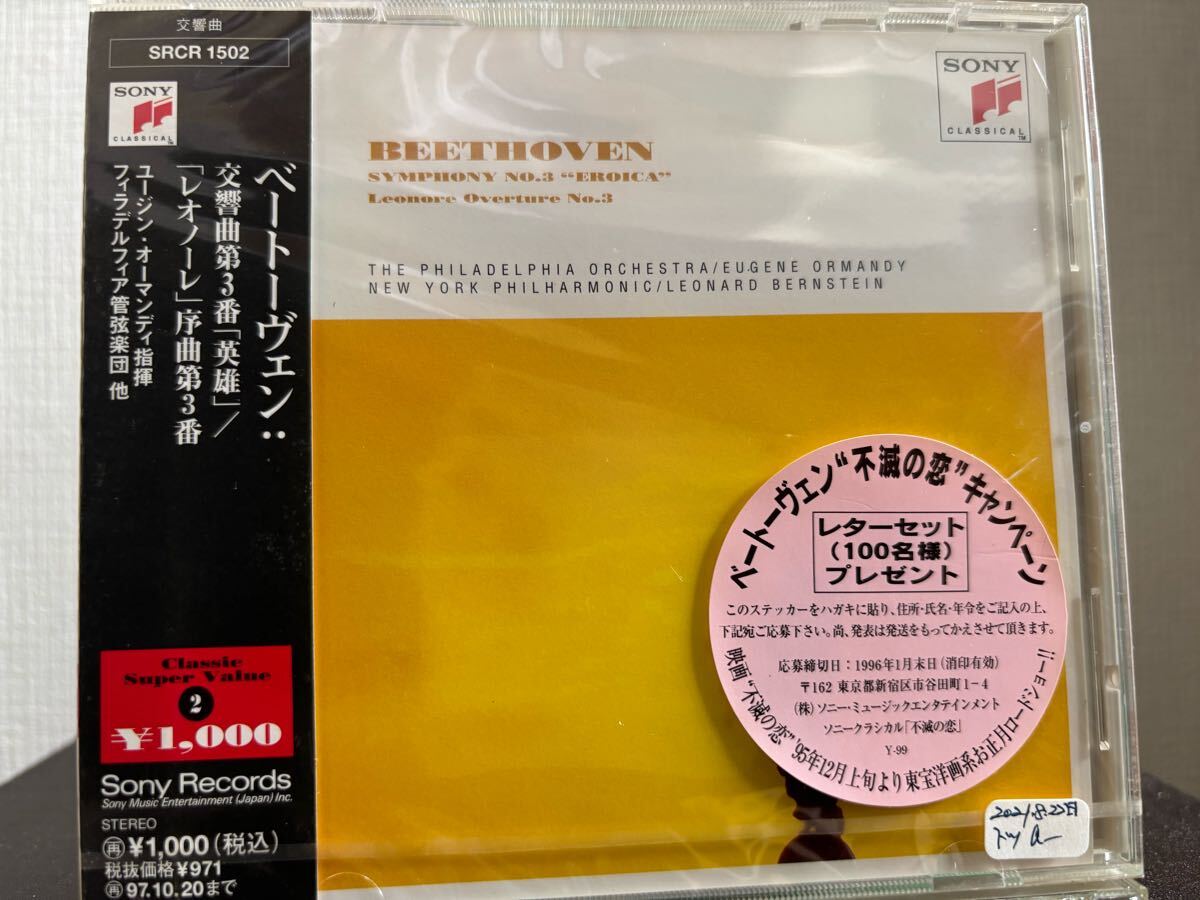 交響曲
SRCR 1502
SONY
CLASSICAL™
ベートーヴェン：
交響曲第3番「英雄」／
「レオノーレ」序曲第3番
ユージン・オーマンディ指揮
フィラデルフィア管弦楽団 他
Classic
Super Value
2
¥1,000
Sony Records
Sony Music Entertainment (Japan) Inc.
STEREO
再 ¥1,000(税込)
税抜価格¥971
再 97.10.20まで
SONY
CLASSICAL™
BEETHOVEN
SYMPHONY NO.3 “EROICA”
Leonore Overture No.3
THE PHILADELPHIA ORCHESTRA/EUGENE ORMANDY
NEW YORK PHILHARMONIC/LEONARD BERNSTEIN
ベートーヴェン“不滅の恋”キャンペーン
レターセット
(100名様)
プレゼント
このステッカーをハガキに貼り、住所・氏名・年令をご記入の上、
下記宛ご応募下さい。尚、発表は発送をもってかえさせて頂きます。
応募締切日：1996年1月末日(消印有効)
〒162 東京都新宿区市谷田町1−4
(株) ソニー・ミュージックエンタテインメント
ソニークラシカル「不滅の恋」
Y-99
映画“不滅の恋”'95年12月上旬より東宝洋画系お正月ロードショー!!